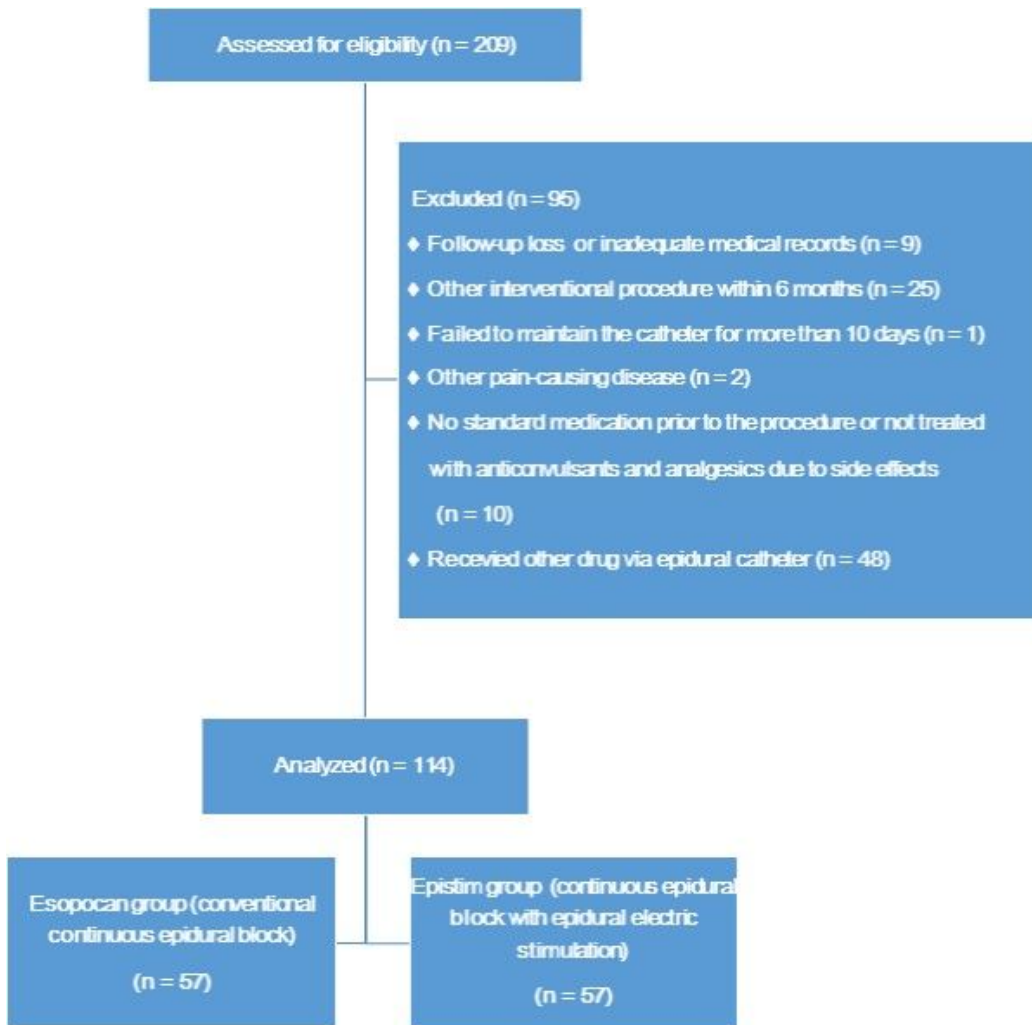 Assessed for eligibility (n = 209)
Excluded (n = 95)
♦ Follow-up loss or inadequate medical records (n = 9)
♦ Other interventional procedure within 6 months (n = 25)
♦ Failed to maintain the catheter for more than 10 days (n = 1)
♦ Other pain-causing disease (n = 2)
♦ No standard medication prior to the procedure or not treated
with anticonvulsants and analgesics due to side effects
(n = 10)
♦ Recevied other drug via epidural catheter (n = 48)
Analyzed (n = 114)
Esopocan group (conventional
continuous epidural block)
(n = 57)
Epistim group (continuous epidural
block with epidural electric
stimulation)
(n = 57)